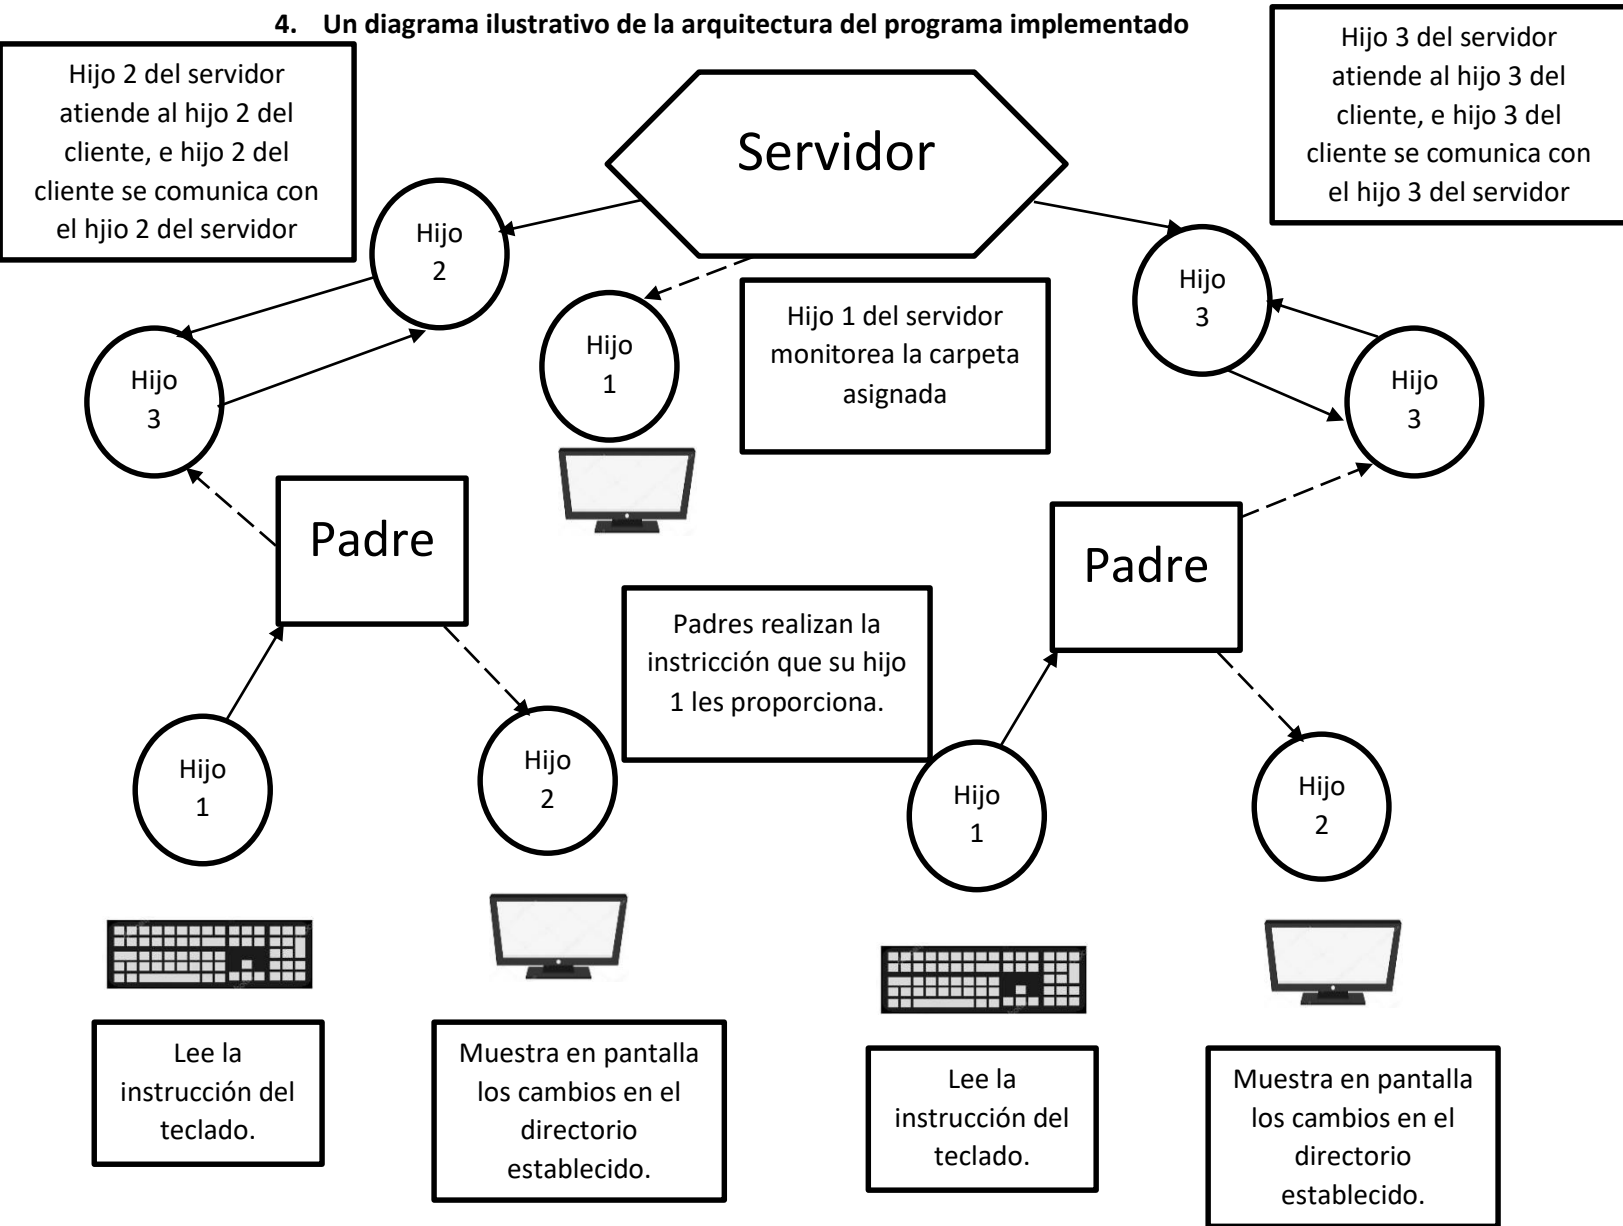 4. Un diagrama ilustrativo de la arquitectura del programa implementado
Hijo 2 del servidor
atiende al hijo 2 del
cliente, e hijo 2 del
cliente se comunica con
el hjio 2 del servidor
Servidor
Hijo 3 del servidor
atiende al hijo 3 del
cliente, e hijo 3 del
cliente se comunica con
el hijo 3 del servidor
Hijo
2
Hijo
3
Hijo
1
Hijo 1 del servidor
monitorea la carpeta
asignada
Hijo
3
Hijo
3
Padre
Padre
Padres realizan la
instricción que su hijo
1 les proporciona.
Hijo
1
Hijo
2
Hijo
1
Hijo
2
Lee la
instrucción del
teclado.
Muestra en pantalla
los cambios en el
directorio
establecido.
Lee la
instrucción del
teclado.
Muestra en pantalla
los cambios en el
directorio
establecido.